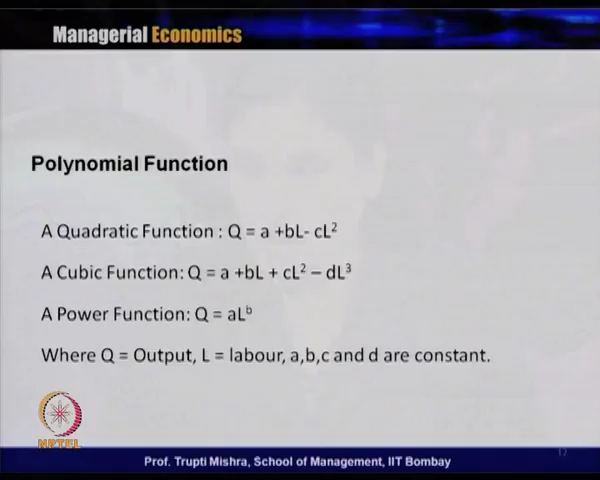 Managerial Economics
Polynomial Function
A Quadratic Function : Q = a +bL- cL²
A Cubic Function: Q = a +bL + cL² – dL³
A Power Function: Q = aLᵇ
Where Q = Output, L = labour, a,b,c and d are constant.
NPTEL
17
Prof. Trupti Mishra, School of Management, IIT Bombay